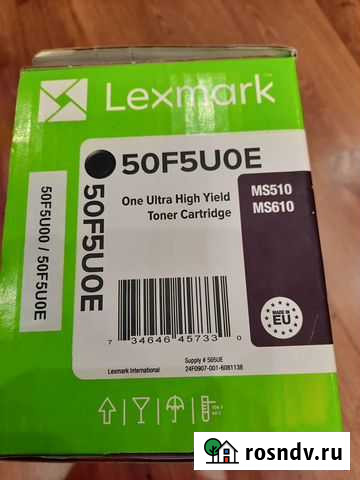 Lexmark
50F5U0E
One Ultra High Yield
Toner Cartridge
MS510
MS610
50F5U00 / 50F5U0E
50F5U0E
MADE IN
EU
7 34646 45733 0
Supply # 505UE
Lexmark International
24F0907-001-6081138
rosndv.ru